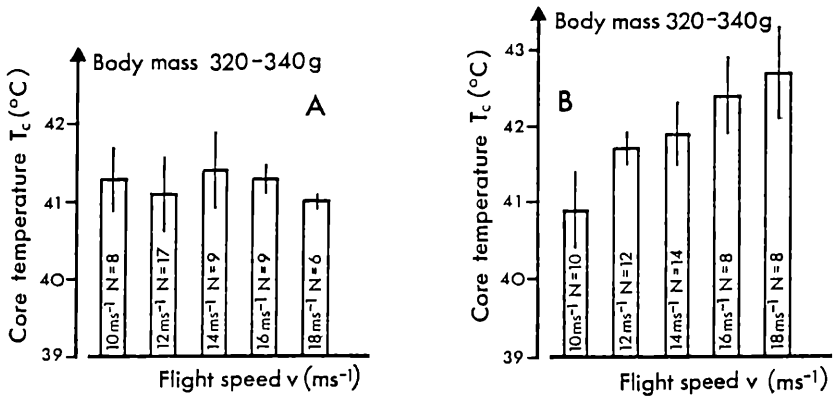 Body mass 320-340g
A
Core temperature Tc (°C)
42
41
40
39
10ms⁻¹ N=8
12ms⁻¹ N=17
14ms⁻¹ N=9
16ms⁻¹ N=9
18ms⁻¹ N=6
Flight speed v (ms⁻¹)
Body mass 320-340g
B
Core temperature Tc (°C)
43
42
41
40
39
10ms⁻¹ N=10
12ms⁻¹ N=12
14ms⁻¹ N=14
16ms⁻¹ N=8
18ms⁻¹ N=8
Flight speed v (ms⁻¹)